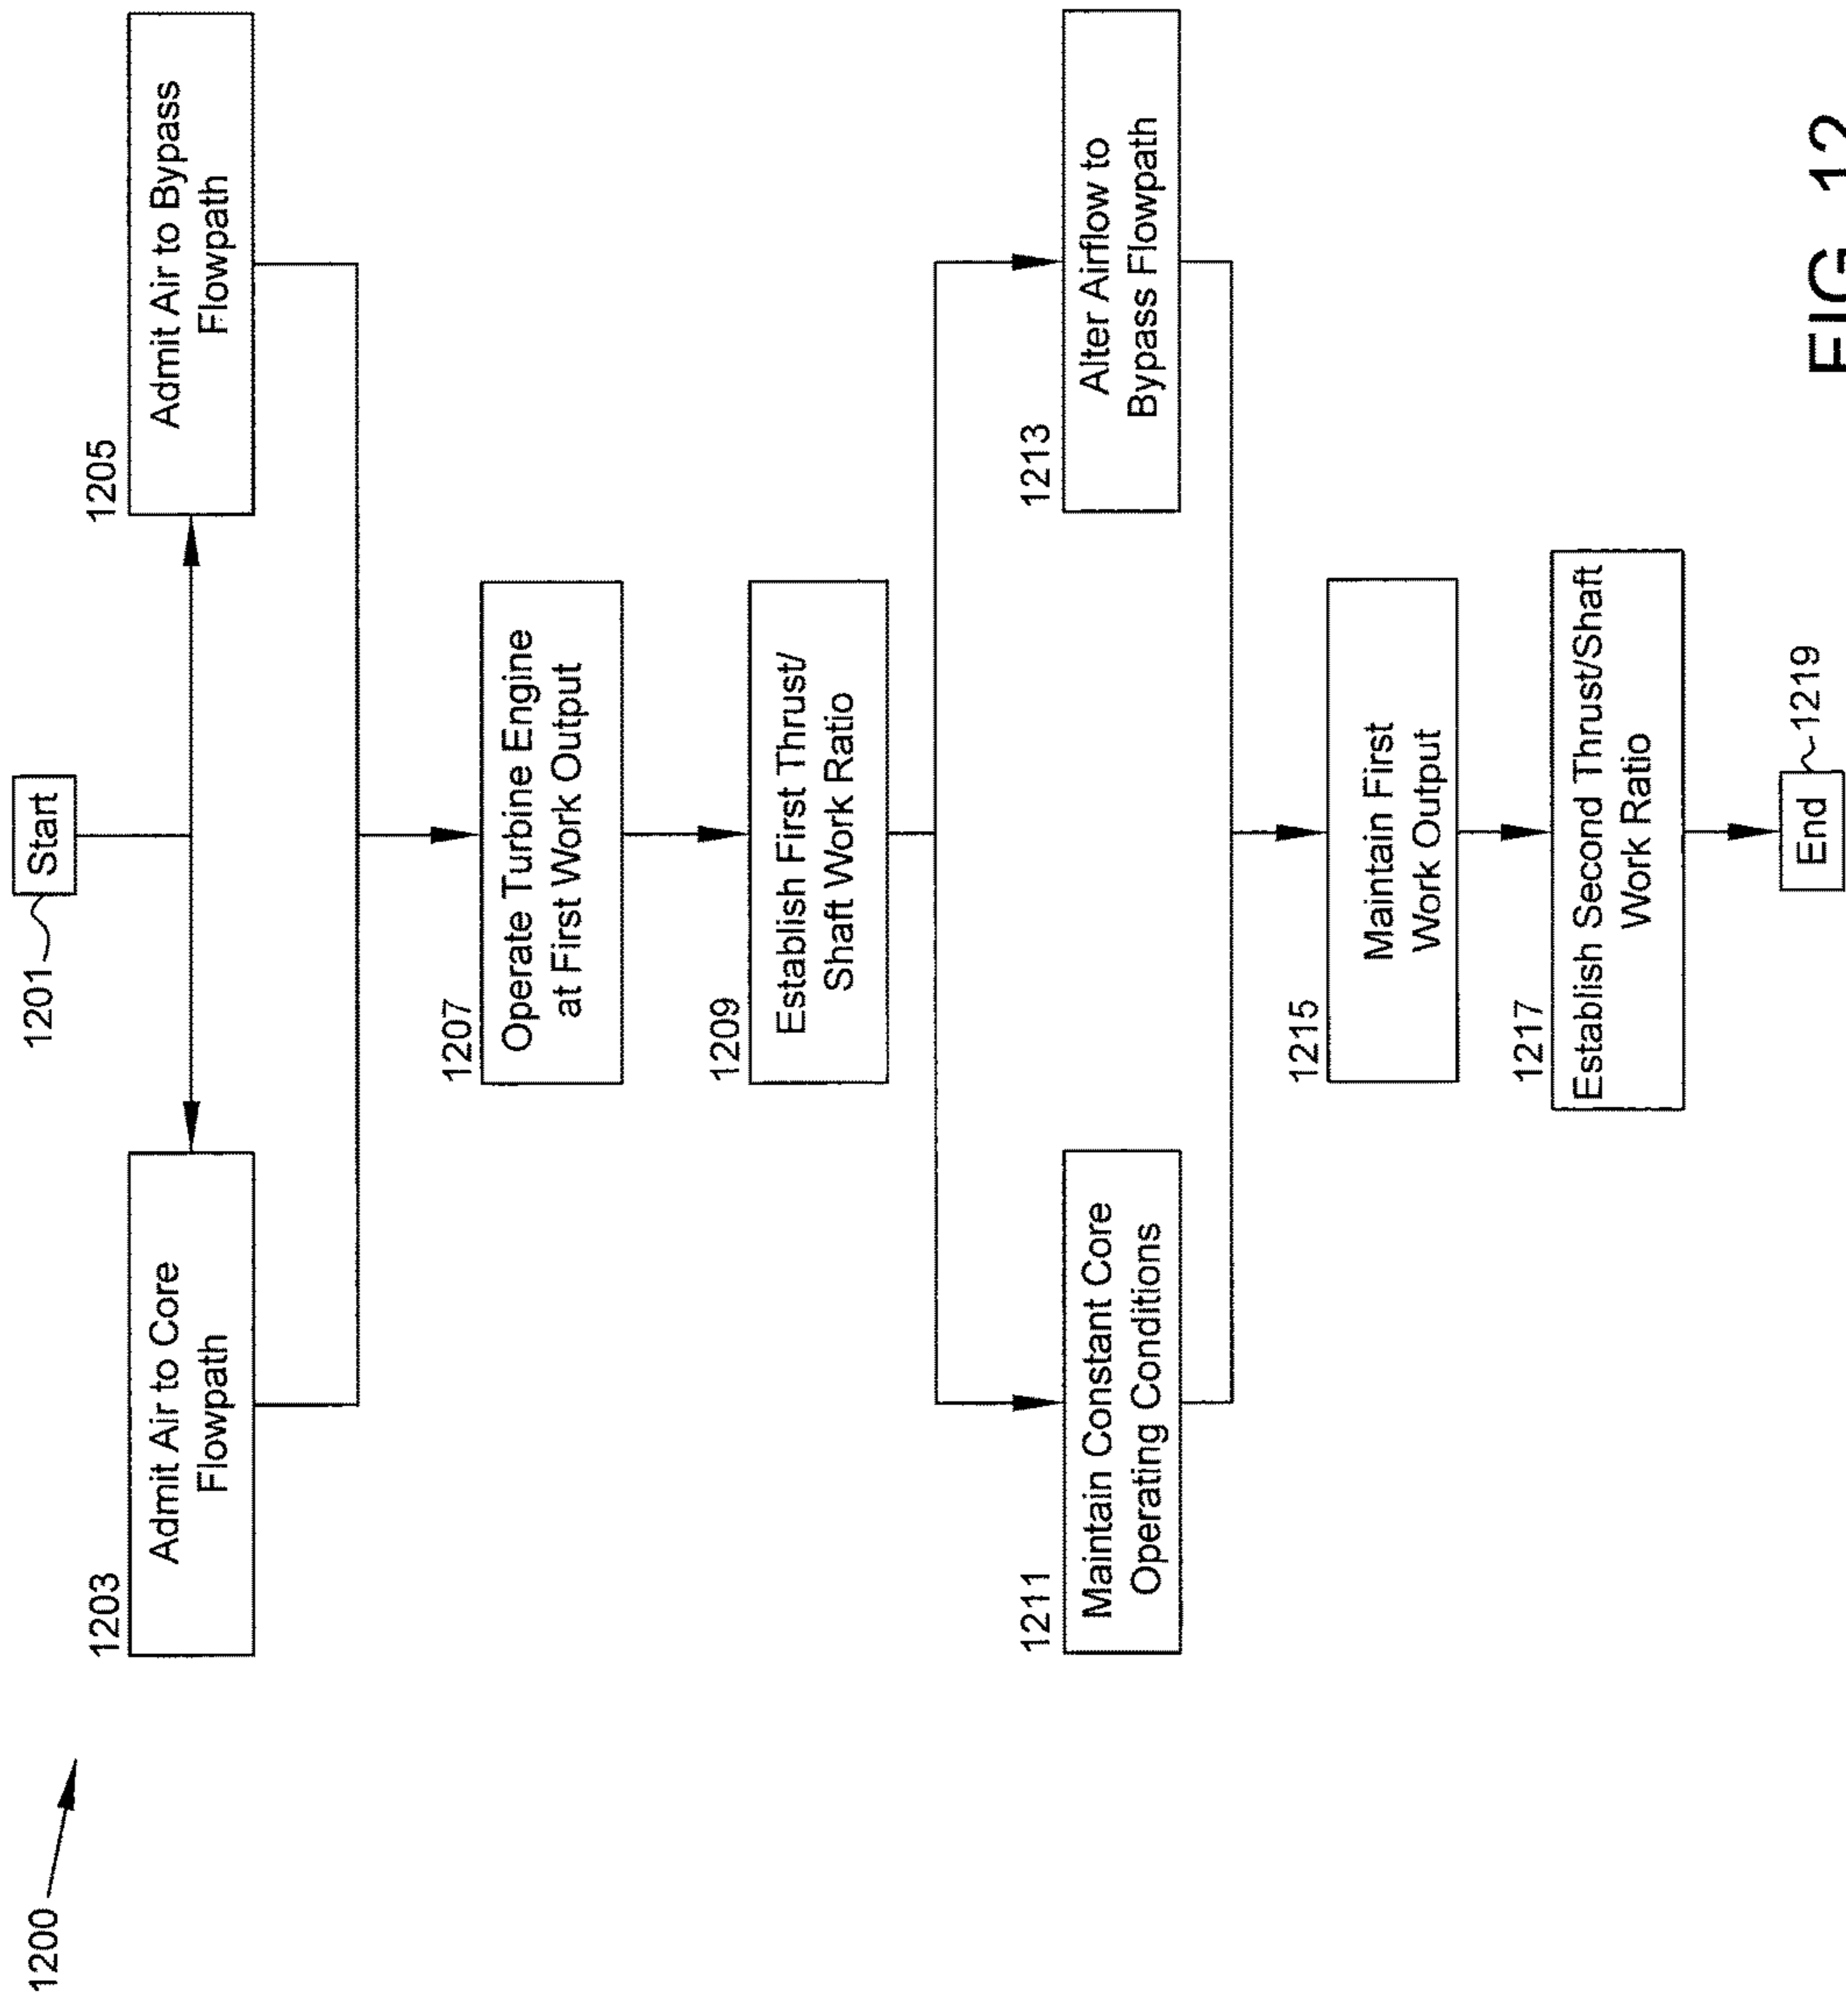 1200
1201
Start
1203
Admit Air to Core
Flowpath
1205
Admit Air to Bypass
Flowpath
1207
Operate Turbine Engine
at First Work Output
1209
Establish First Thrust/
Shaft Work Ratio
1211
Maintain Constant Core
Operating Conditions
1213
Alter Airflow to
Bypass Flowpath
1215
Maintain First
Work Output
1217
Establish Second Thrust/Shaft
Work Ratio
End
1219
FIG. 12